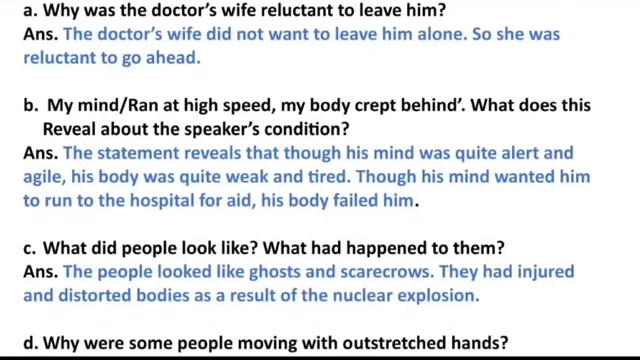 a. Why was the doctor's wife reluctant to leave him?
Ans. The doctor's wife did not want to leave him alone. So she was
reluctant to go ahead.
b. My mind/Ran at high speed, my body crept behind'. What does this
Reveal about the speaker's condition?
Ans. The statement reveals that though his mind was quite alert and
agile, his body was quite weak and tired. Though his mind wanted him
to run to the hospital for aid, his body failed him.
c. What did people look like? What had happened to them?
Ans. The people looked like ghosts and scarecrows. They had injured
and distorted bodies as a result of the nuclear explosion.
d. Why were some people moving with outstretched hands?